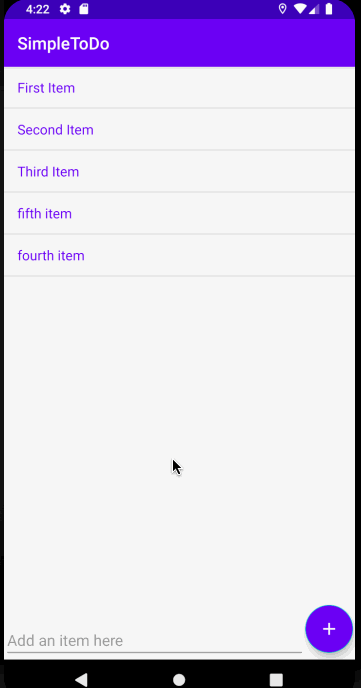 4:22
SimpleToDo
First Item
Second Item
Third Item
fifth item
fourth item
Add an item here
+